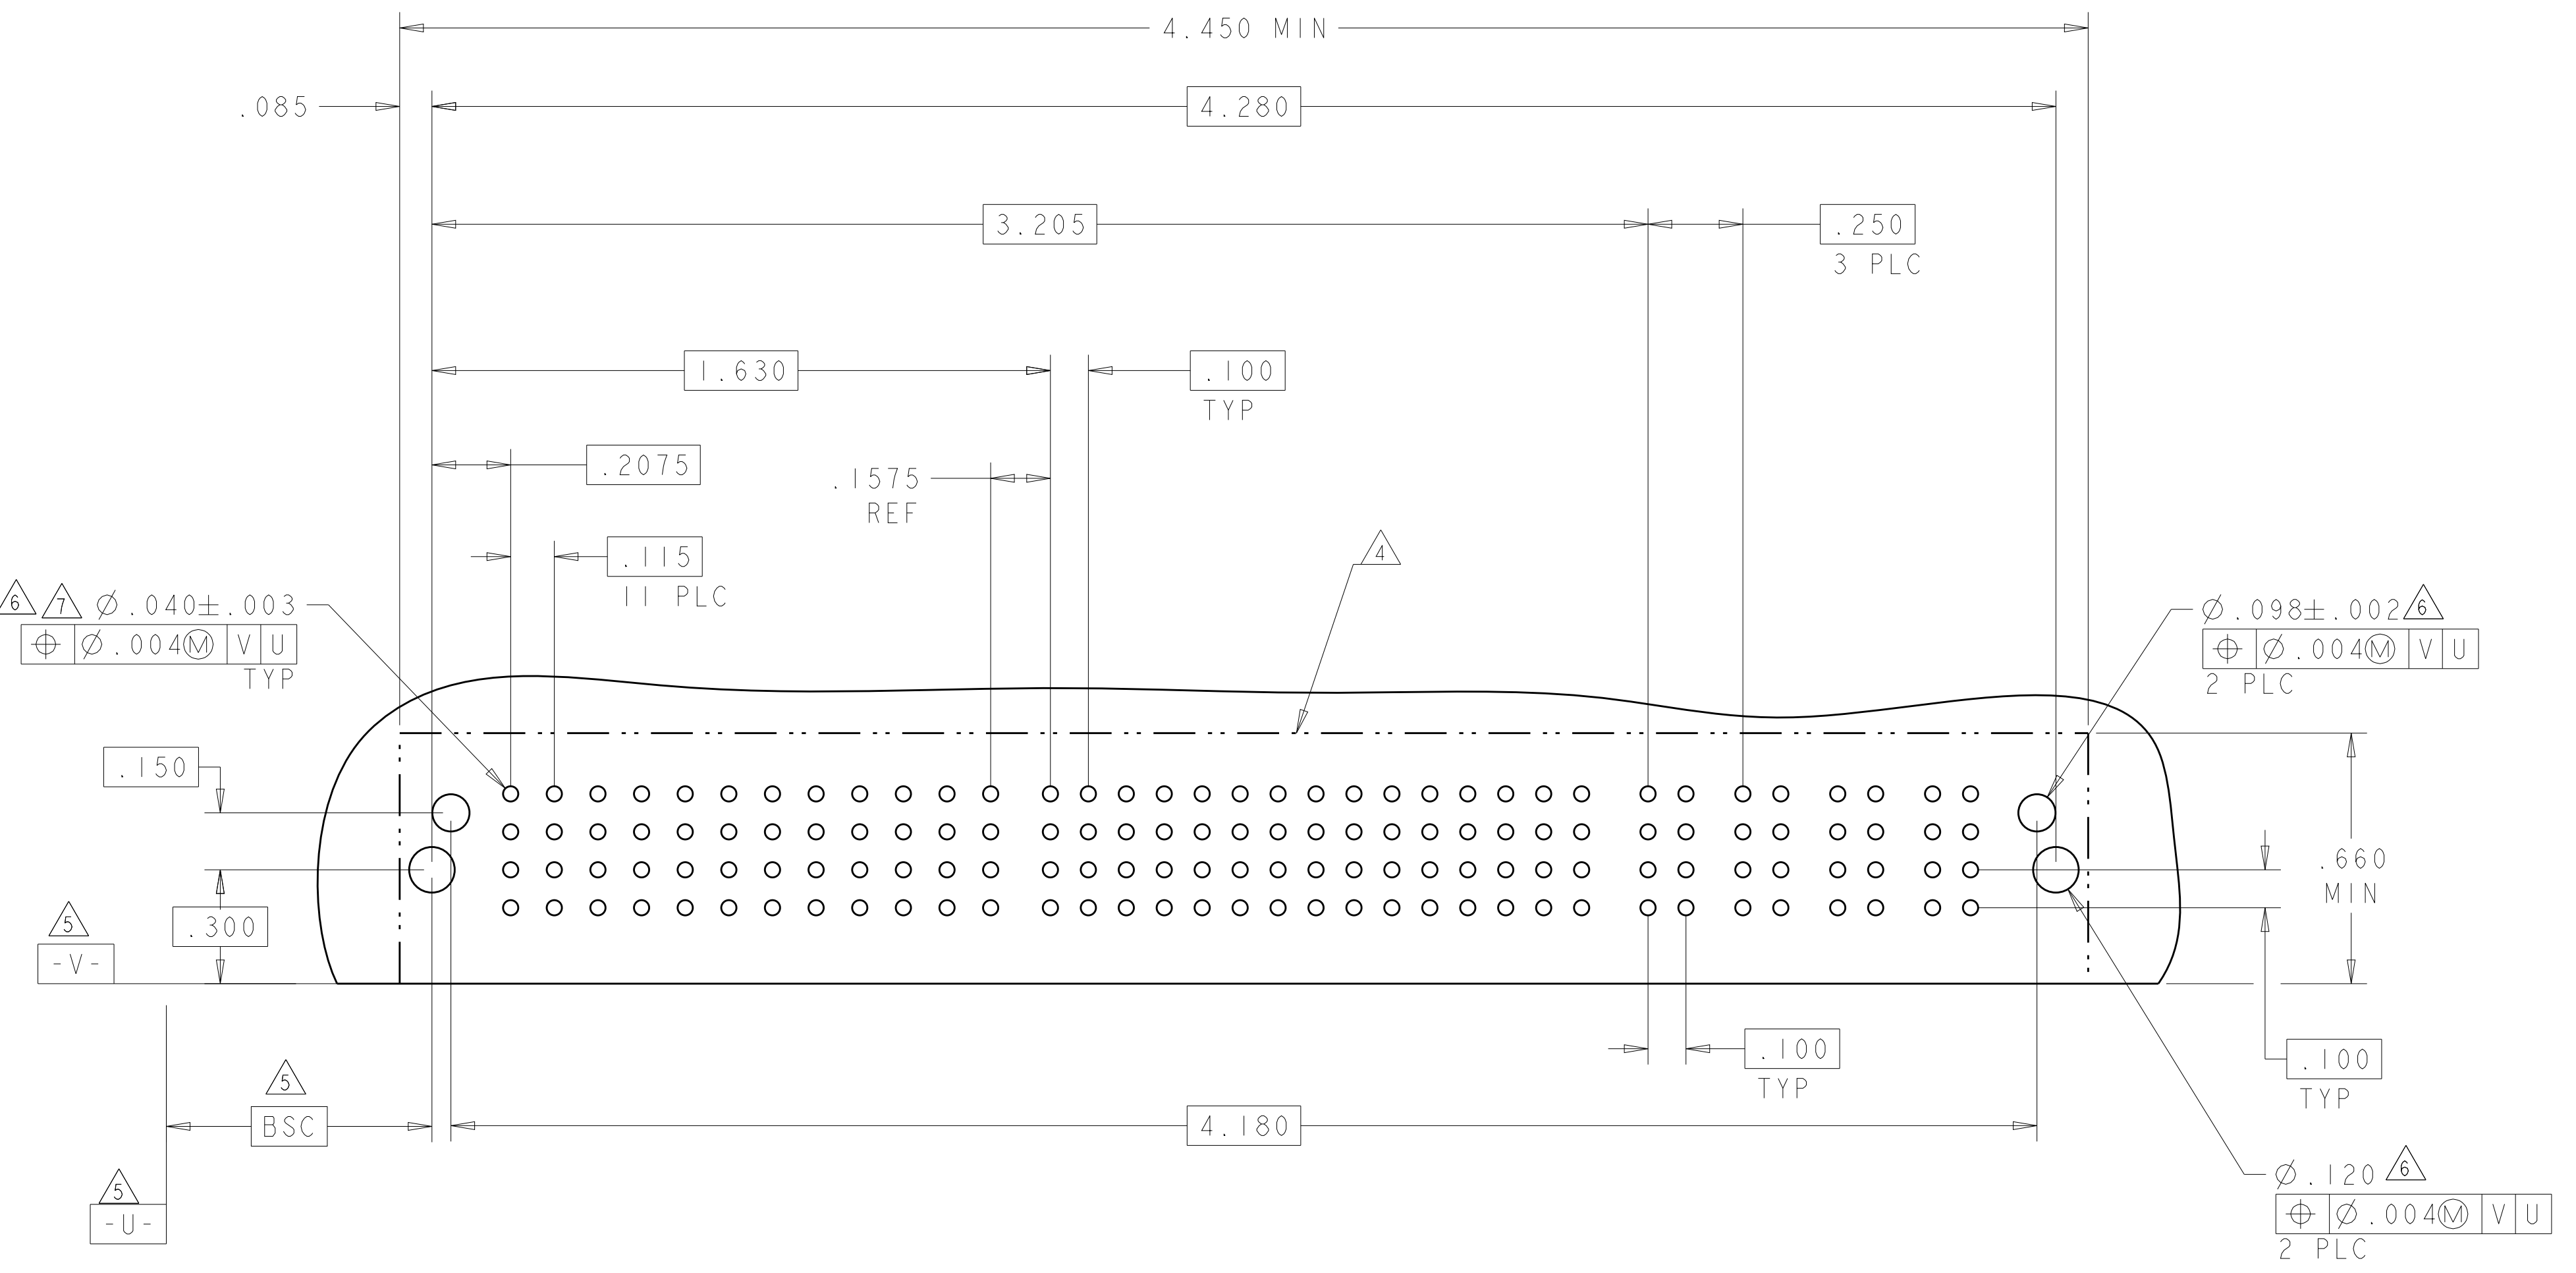 4.450 MIN
.085
4.280
3.205
.250
3 PLC
1.630
.100
TYP
.2075
.1575
REF
.115
11 PLC
4
6 7 Ø.040±.003
⌖ Ø.004Ⓜ V U
TYP
Ø.098±.002 6
⌖ Ø.004Ⓜ V U
2 PLC
.150
.660
MIN
.300
5
-V-
.100
TYP
.100
TYP
5
BSC
4.180
5
-U-
Ø.120 6
⌖ Ø.004Ⓜ V U
2 PLC